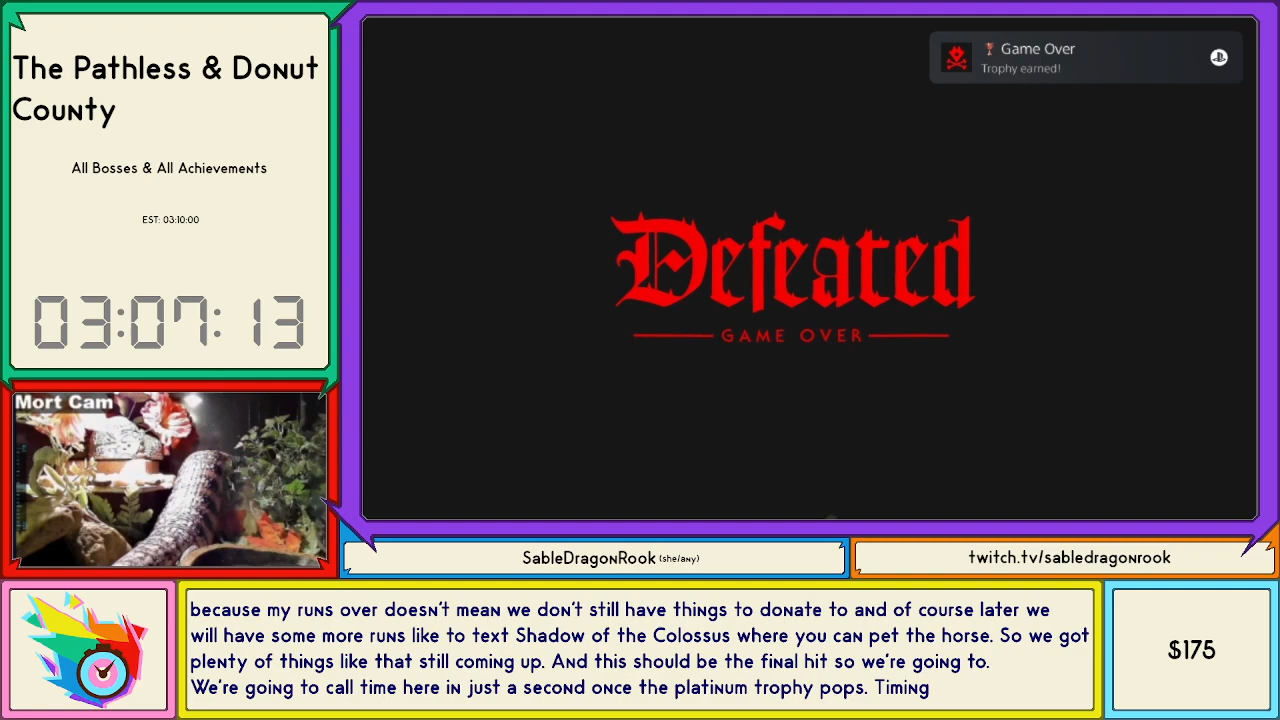 The Pathless & Donut
County
All Bosses & All Achievements
EST: 03:10:00
03:07:13
Mort Cam
Game Over
Trophy earned!
Defeated
GAME OVER
SableDragonRook (she/any)
twitch.tv/sabledragonrook
because my runs over doesn't mean we don't still have things to donate to and of course later we
will have some more runs like to text Shadow of the Colossus where you can pet the horse. So we got
plenty of things like that still coming up. And this should be the final hit so we're going to.
We're going to call time here in just a second once the platinum trophy pops. Timing
$175